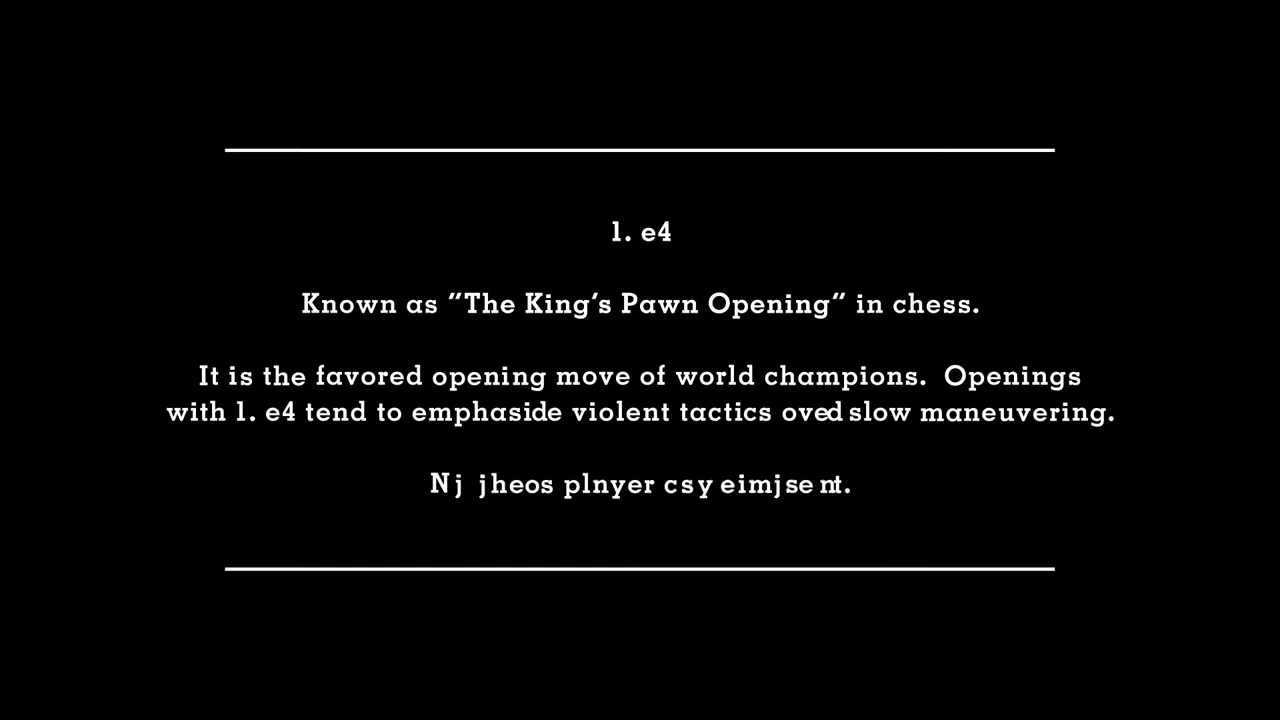 1. e4
Known as "The King's Pawn Opening" in chess.
It is the favored opening move of world champions. Openings
with 1. e4 tend to emphaside violent tactics oved slow maneuvering.
Nj jheos plnyer csy eimjse nt.